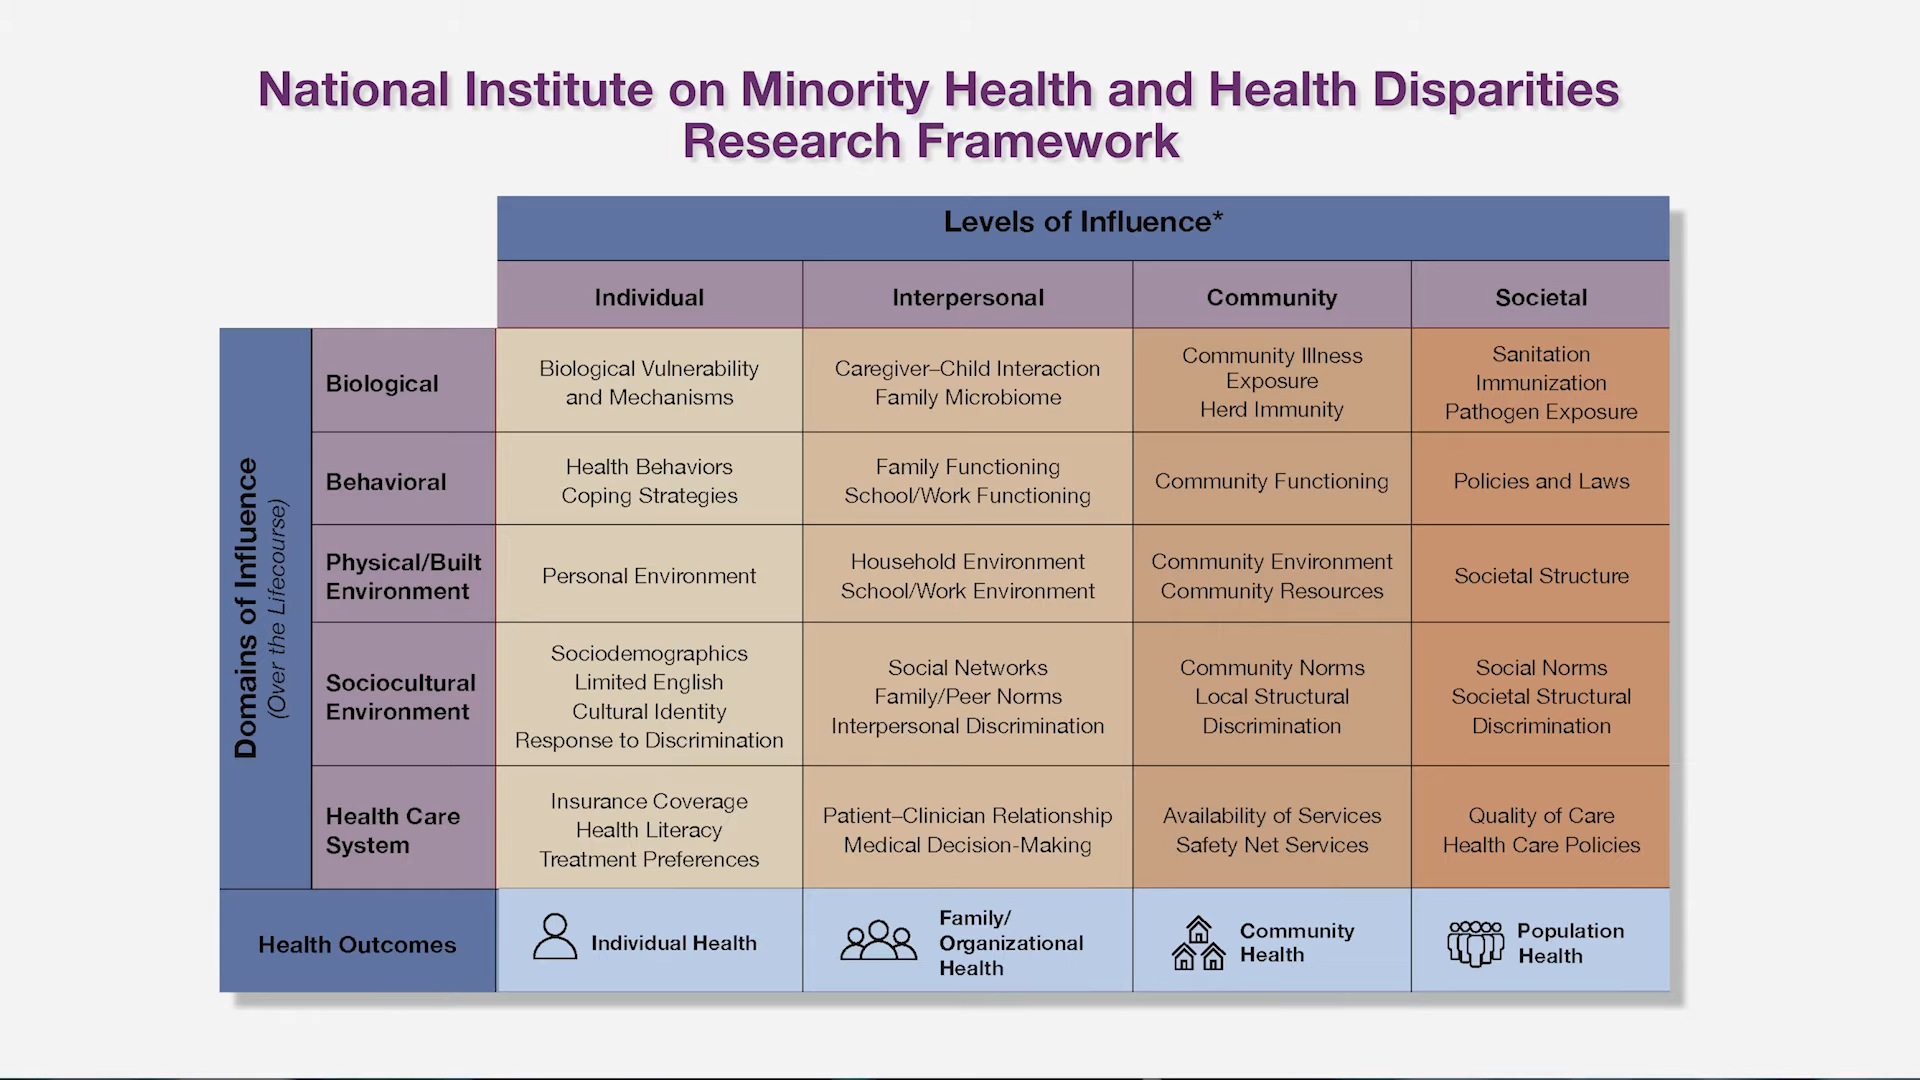 National Institute on Minority Health and Health Disparities
Research Framework
Levels of Influence*
Individual
Interpersonal
Community
Societal
Domains of Influence
(Over the Lifecourse)
Biological
Biological Vulnerability
and Mechanisms
Caregiver–Child Interaction
Family Microbiome
Community Illness
Exposure
Herd Immunity
Sanitation
Immunization
Pathogen Exposure
Behavioral
Health Behaviors
Coping Strategies
Family Functioning
School/Work Functioning
Community Functioning
Policies and Laws
Physical/Built
Environment
Personal Environment
Household Environment
School/Work Environment
Community Environment
Community Resources
Societal Structure
Sociocultural
Environment
Sociodemographics
Limited English
Cultural Identity
Response to Discrimination
Social Networks
Family/Peer Norms
Interpersonal Discrimination
Community Norms
Local Structural
Discrimination
Social Norms
Societal Structural
Discrimination
Health Care
System
Insurance Coverage
Health Literacy
Treatment Preferences
Patient–Clinician Relationship
Medical Decision-Making
Availability of Services
Safety Net Services
Quality of Care
Health Care Policies
Health Outcomes
Individual Health
Family/
Organizational
Health
Community
Health
Population
Health